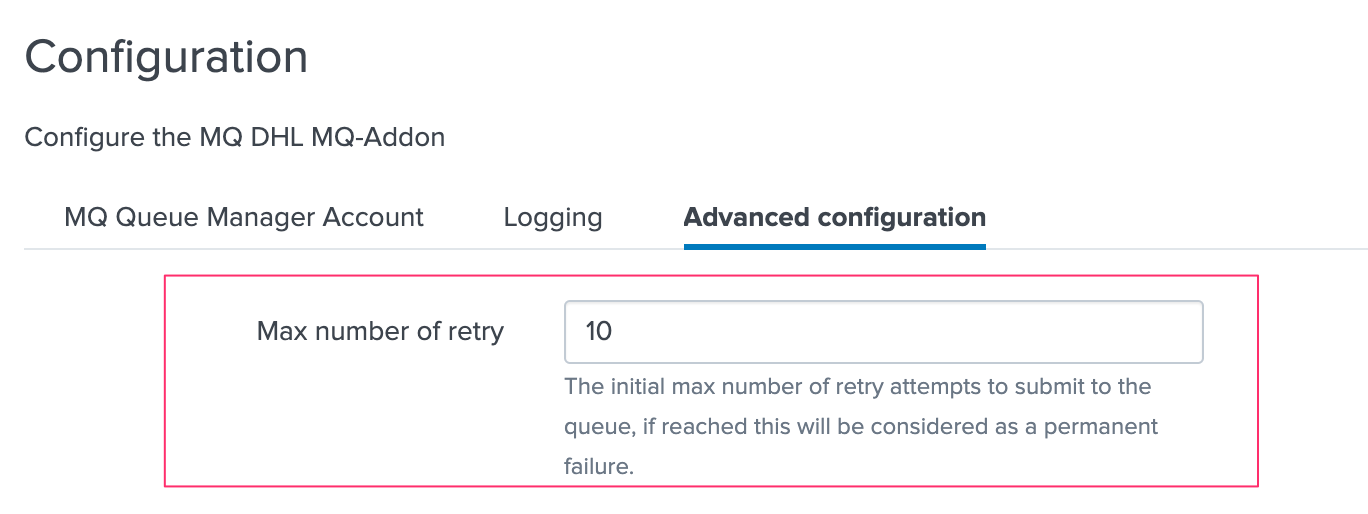 Configuration
Configure the MQ DHL MQ-Addon
MQ Queue Manager Account Logging Advanced configuration
Max number of retry 10
The initial max number of retry attempts to submit to the
queue, if reached this will be considered as a permanent
failure.